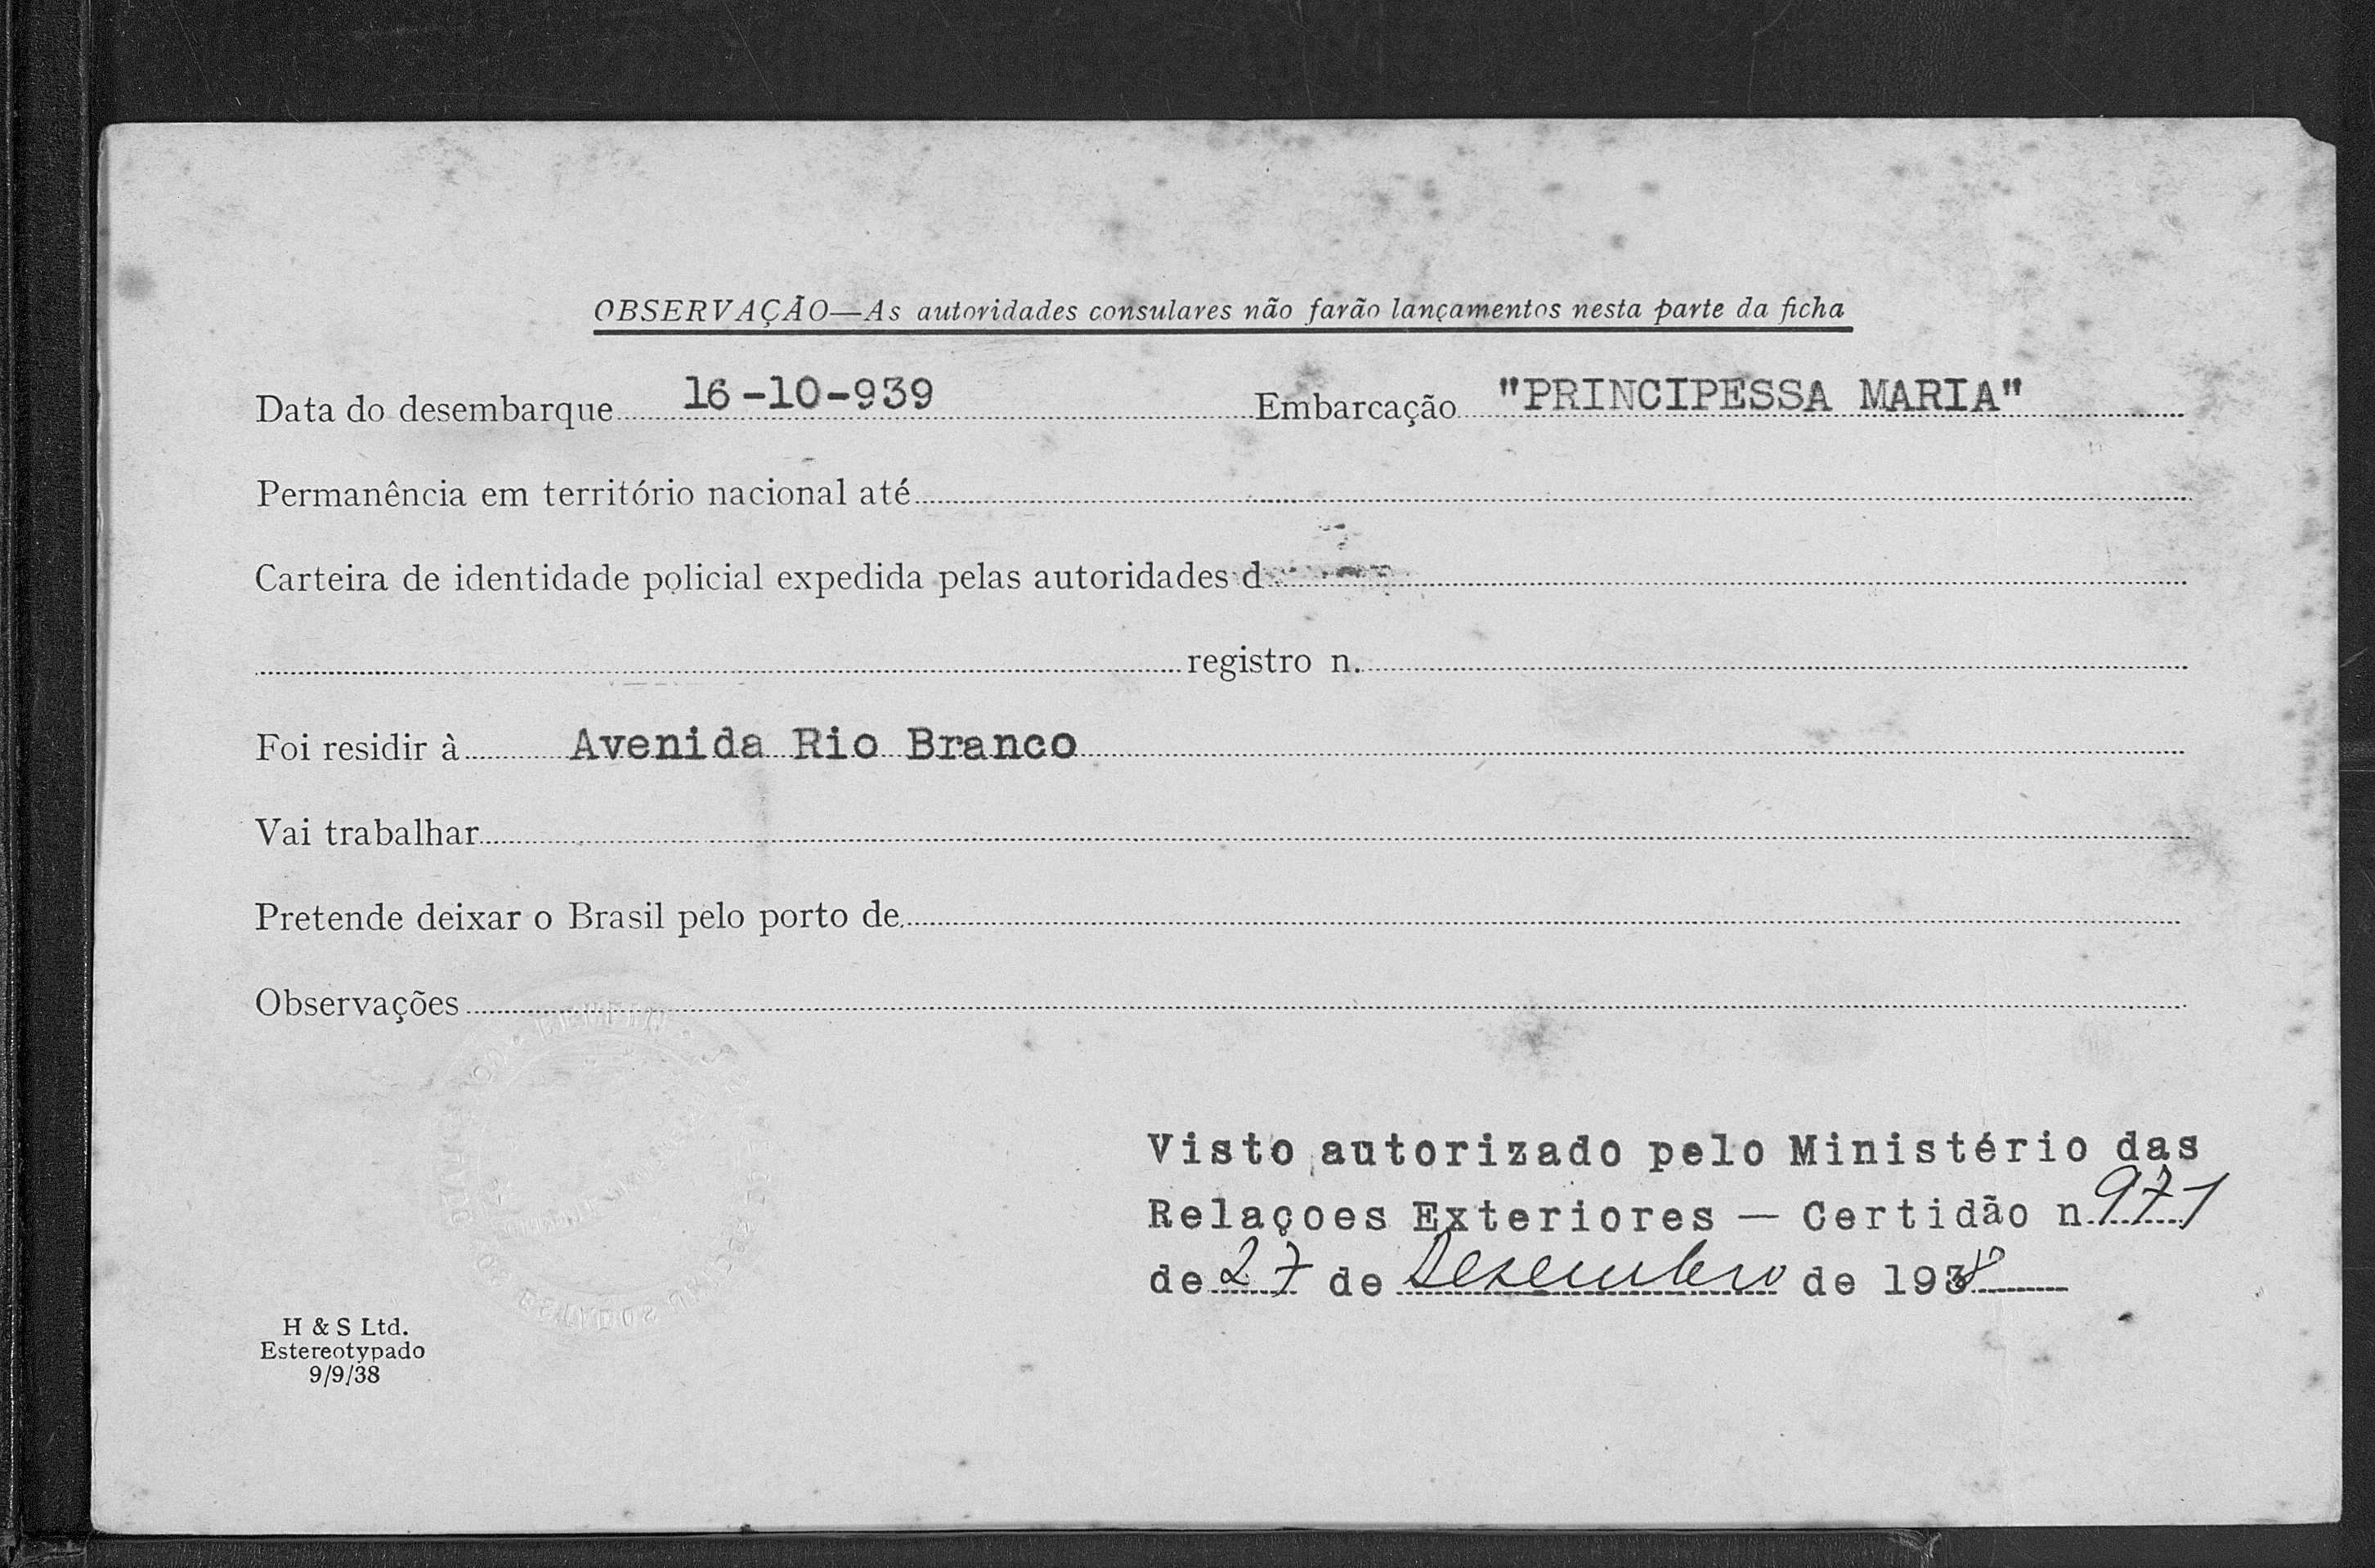 OBSERVAÇÃO—As autoridades consulares não farão lançamentos nesta parte da ficha
Data do desembarque 16-10-939 Embarcação "PRINCIPESSA MARIA"
Permanência em território nacional até
Carteira de identidade policial expedida pelas autoridades d
registro n.
Foi residir à Avenida Rio Branco
Vai trabalhar
Pretende deixar o Brasil pelo porto de
Observações
Visto autorizado pelo Ministério das
Relaçoes Exteriores — Certidão n. 971
de 27 de Dezembro de 1938
H & S Ltd.
Estereotypado
9/9/38